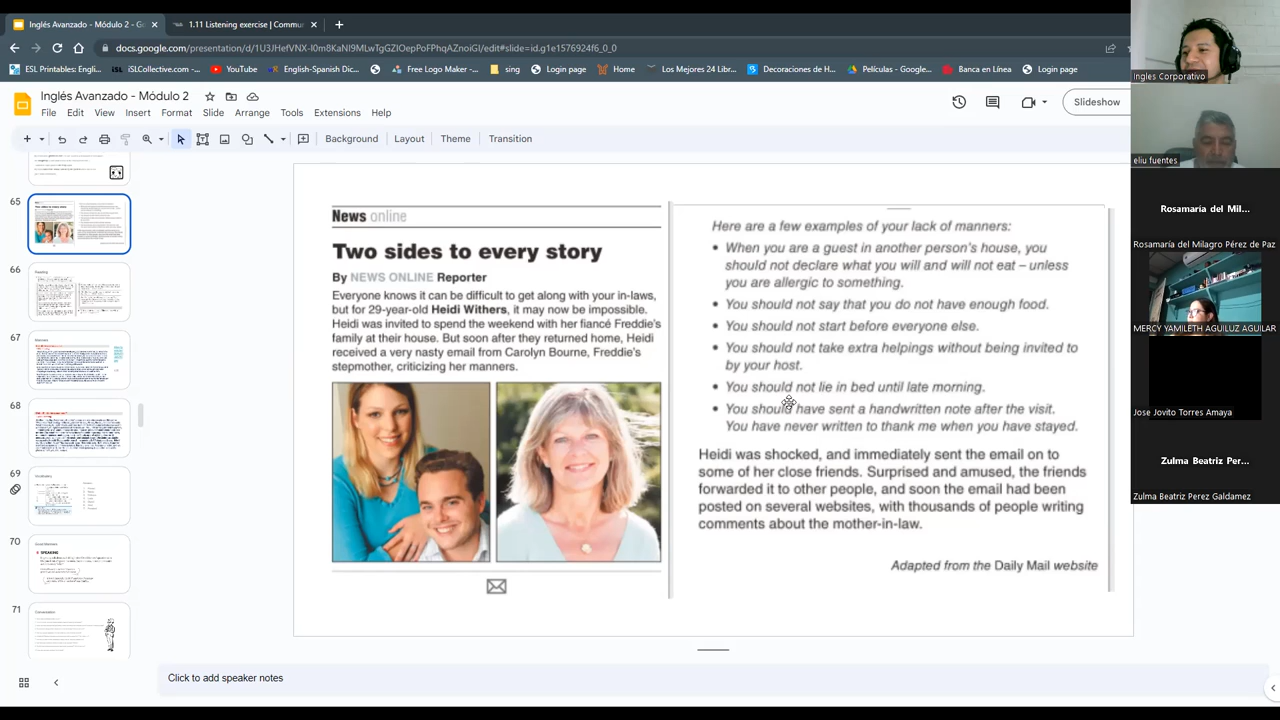 Inglés Avanzado - Módulo 2 - G
1.11 Listening exercise | Commun
docs.google.com/presentation/d/1U3JHefVNX-I0m8KaNI9MLwTgGZIOepPoFPhqAZnoiGI/edit#slide=id.g1e1576924f6_0_0
ESL Printables: Engli...
iSLCollective.com -...
YouTube
English-Spanish Dic...
Free Logo Maker -...
Blog
Login page
Home
Los Mejores 24 Libr...
Decoraciones de H...
Películas - Google...
Banca en Línea
Login page
Inglés Avanzado - Módulo 2
File Edit View Insert Format Slide Arrange Tools Extensions Help
Slideshow
Background Layout Theme Transition
65
66
67
68
69
70
71
News online
Two sides to every story
By NEWS ONLINE Reporter
Everyone knows it can be difficult to get along with your in-laws,
but for 29-year-old Heidi Withers, it may now be impossible.
Heidi was invited to spend the weekend with her fiancé Freddie's
family at their house. But soon after they returned home, Heidi
received a very nasty email from Carolyn Bourne, Freddie's
stepmother, criticizing her manners.
Here are a few examples of your lack of manners:
• When you are a guest in another person's house, you
should not declare what you will and will not eat – unless
you are allergic to something.
• You should not say that you do not have enough food.
• You should not start before everyone else.
• You should not take extra helpings without being invited to
by your host.
• You should not lie in bed until late morning.
• You should have sent a handwritten note after the visit.
You have never written to thank me when you have stayed.
Heidi was shocked, and immediately sent the email on to
some of her close friends. Surprised and amused, the friends
forwarded it to other people, and soon the email had been
posted on several websites, with thousands of people writing
comments about the mother-in-law.
Adapted from the Daily Mail website
Click to add speaker notes
Ingles Corporativo
eliu fuentes
Rosamaría del Mil...
Rosamaría del Milagro Pérez de Paz
MERCY YAMILETH AGUILUZ AGUILAR
Jose Jovito Torres Amaya
Zulma Beatriz Per...
Zulma Beatriz Perez Galdamez